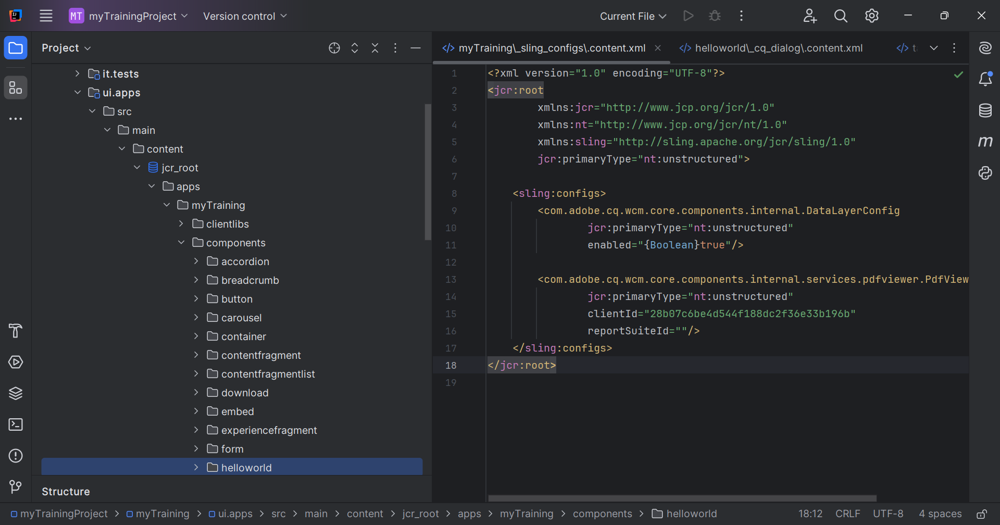 MT myTrainingProject Version control Current File
Project
it.tests
ui.apps
src
main
content
jcr_root
apps
myTraining
clientlibs
components
accordion
breadcrumb
button
carousel
container
contentfragment
contentfragmentlist
download
embed
experiencefragment
form
helloworld
Structure
</> myTraining\_sling_configs\.content.xml </> helloworld\_cq_dialog\.content.xml </>
1 <?xml version="1.0" encoding="UTF-8"?>
2 <jcr:root
3 xmlns:jcr="http://www.jcp.org/jcr/1.0"
4 xmlns:nt="http://www.jcp.org/jcr/nt/1.0"
5 xmlns:sling="http://sling.apache.org/jcr/sling/1.0"
6 jcr:primaryType="nt:unstructured">
7
8 <sling:configs>
9 <com.adobe.cq.wcm.core.components.internal.DataLayerConfig
10 jcr:primaryType="nt:unstructured"
11 enabled="{Boolean}true"/>
12
13 <com.adobe.cq.wcm.core.components.internal.services.pdfviewer.PdfView
14 jcr:primaryType="nt:unstructured"
15 clientId="28b07c6be4d544f188dc2f36e33b196b"
16 reportSuiteId=""/>
17 </sling:configs>
18 </jcr:root>
19
m
myTrainingProject > myTraining > ui.apps > src > main > content > jcr_root > apps > myTraining > components > helloworld 18:12 CRLF UTF-8 4 spaces